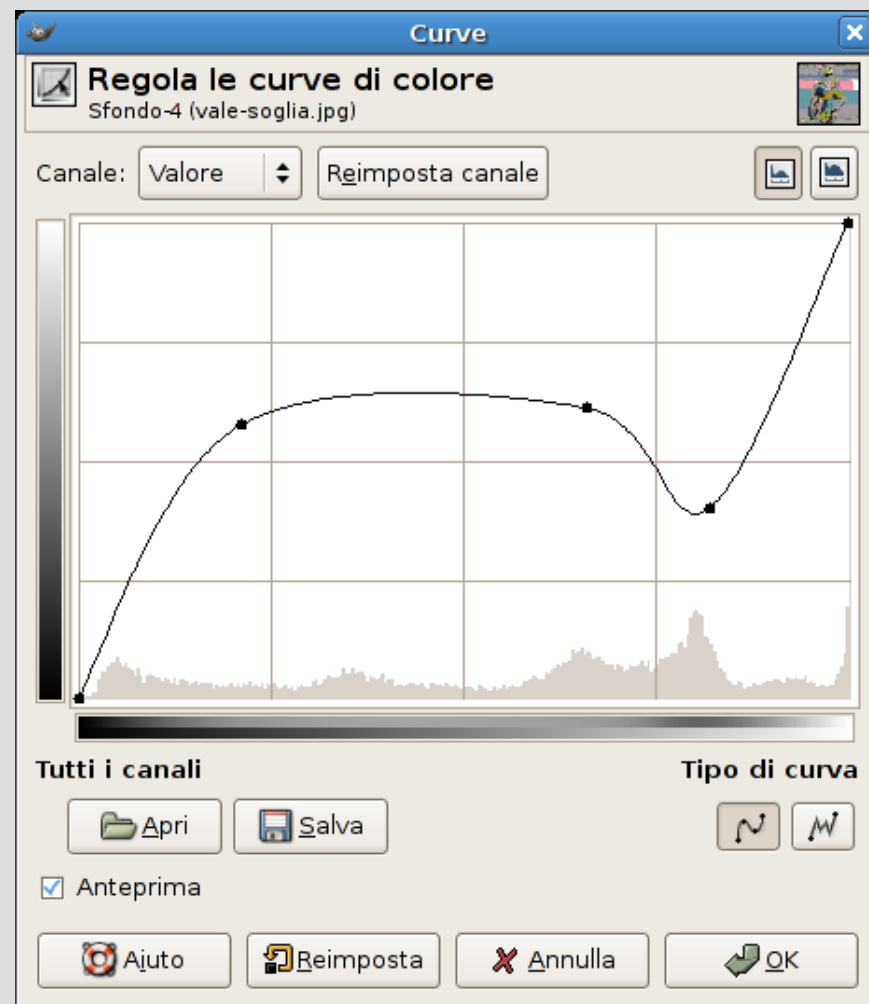 Curve
Regola le curve di colore
Sfondo-4 (vale-soglia.jpg)
Canale: Valore Reimposta canale
Tutti i canali Tipo di curva
Apri Salva
Anteprima
Aiuto Reimposta Annulla OK